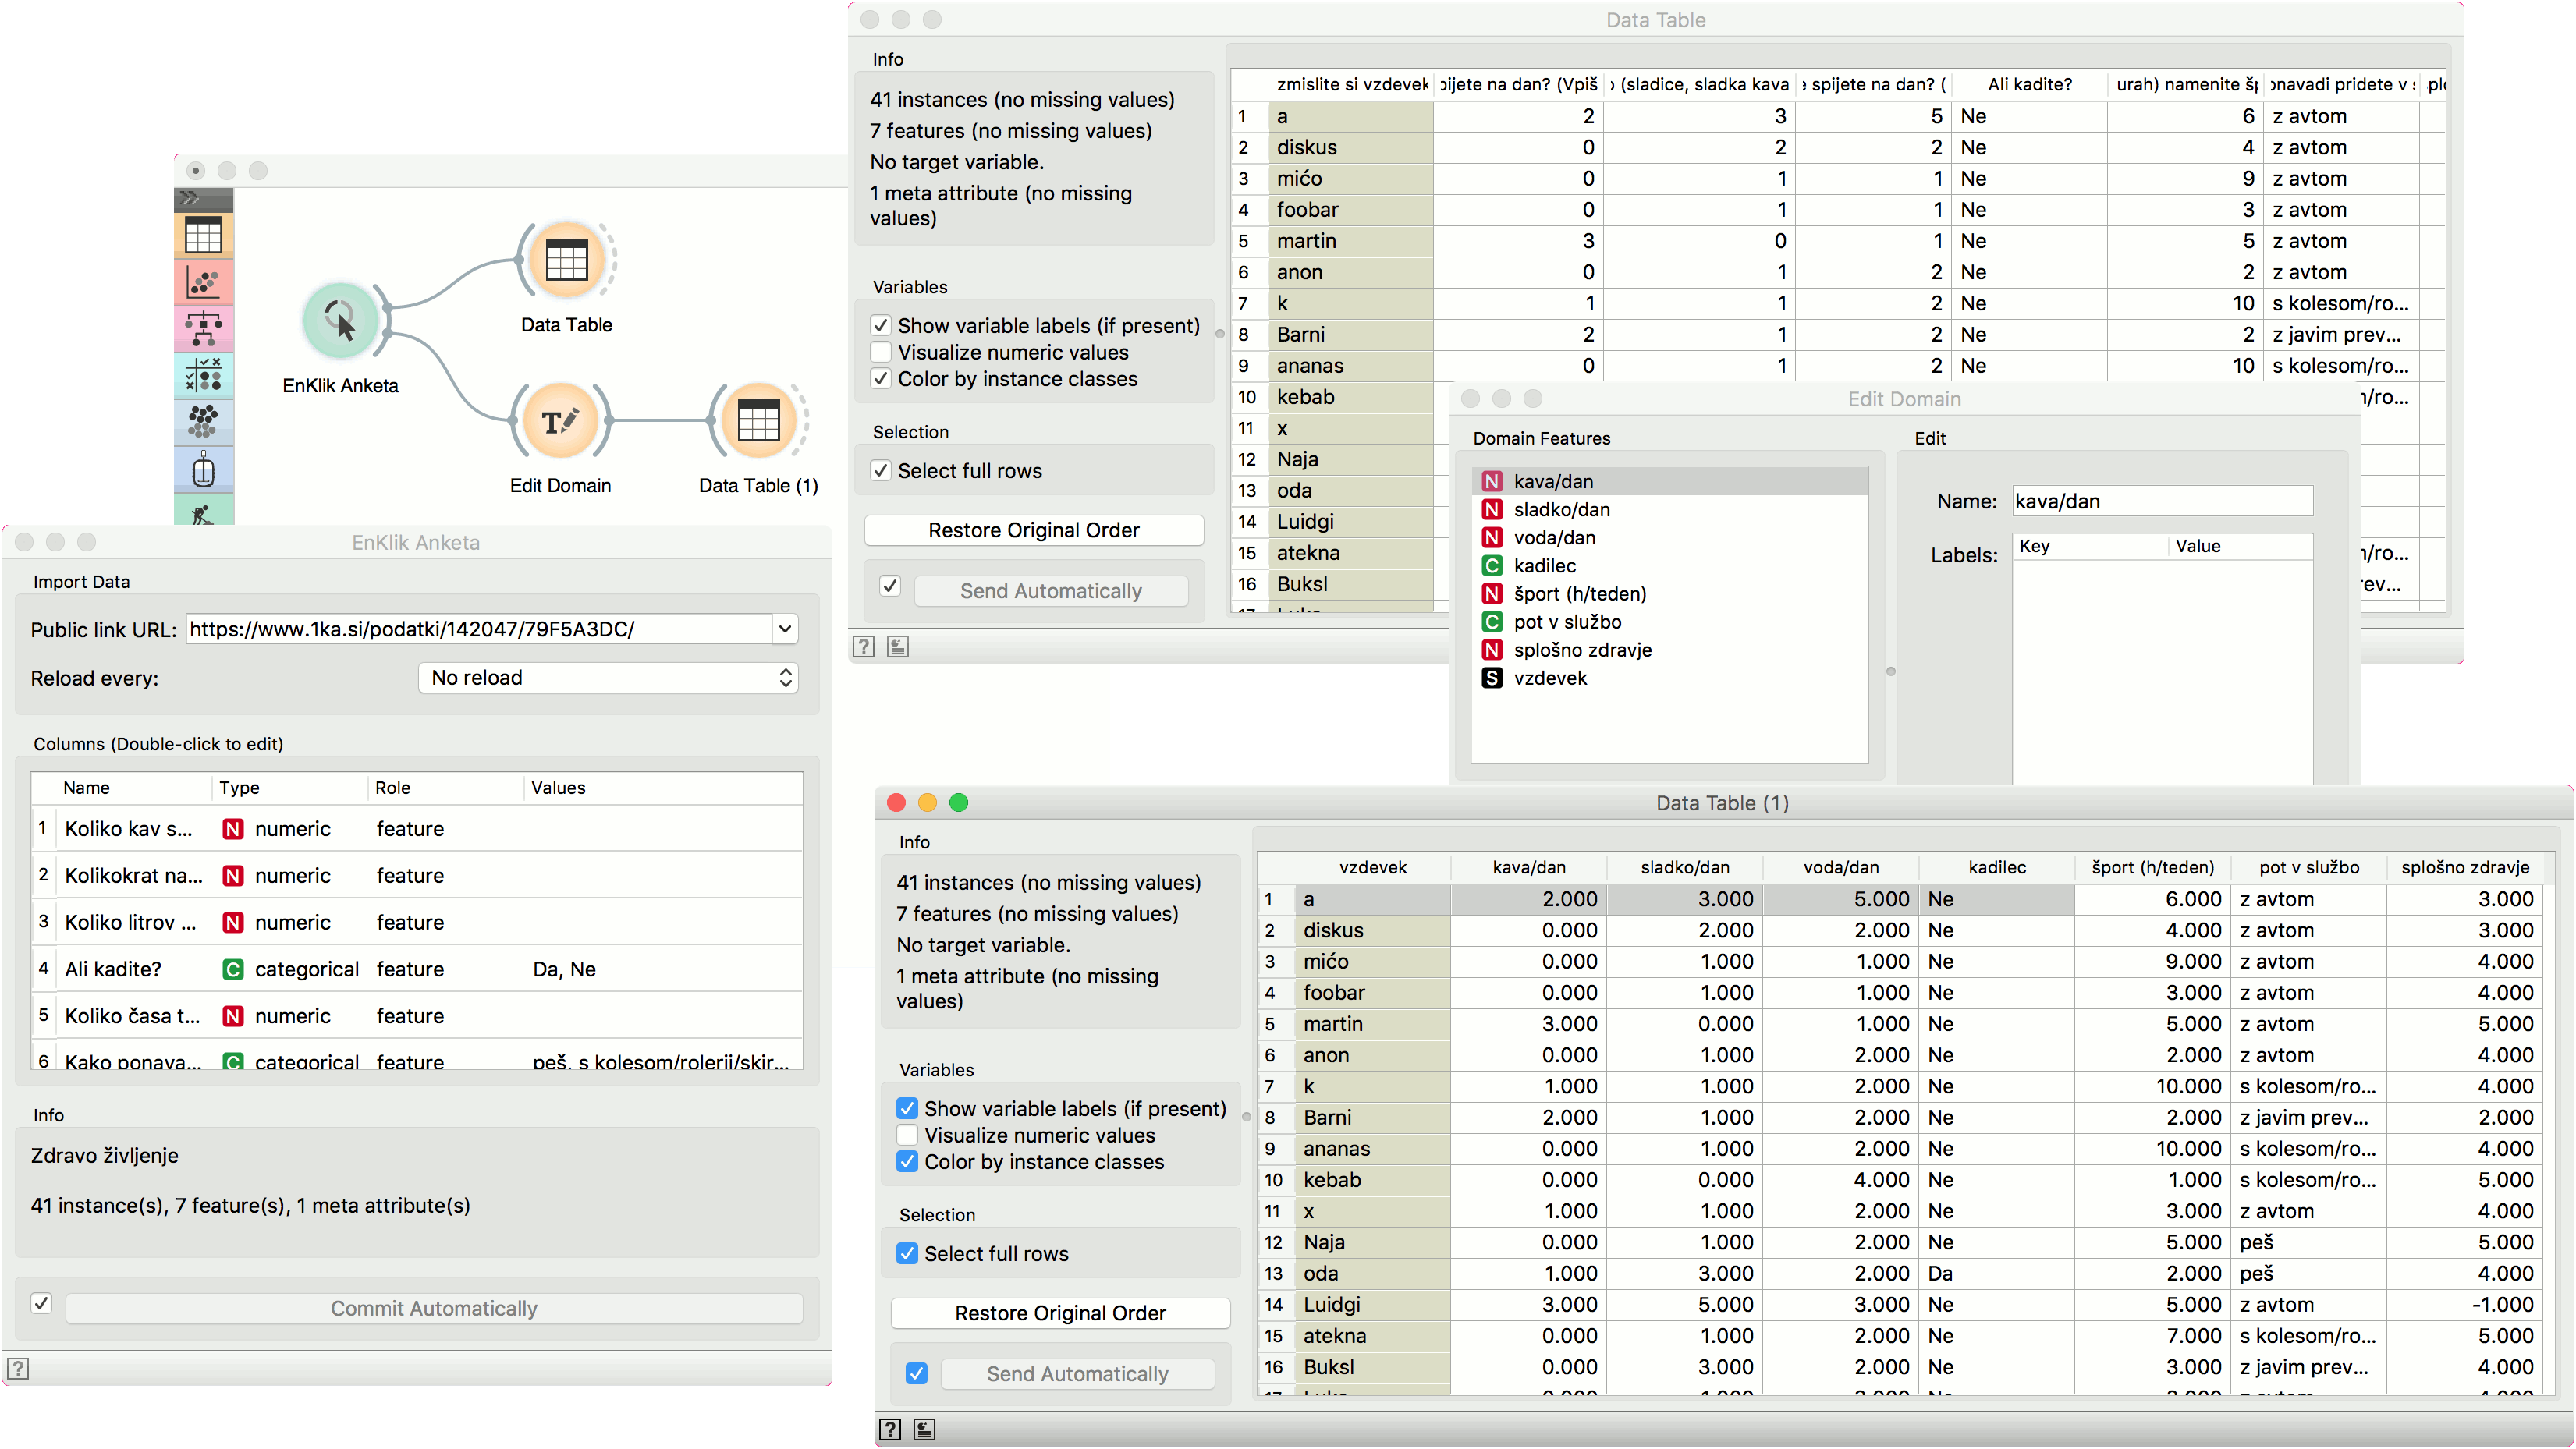 Data Table
EnKlik Anketa
Edit Domain
Data Table (1)
EnKlik Anketa
Import Data
Public link URL: https://www.1ka.si/podatki/142047/79F5A3DC/
Reload every: No reload
Columns (Double-click to edit)
Name Type Role Values
1 Koliko kav s... N numeric feature
2 Kolikokrat na... N numeric feature
3 Koliko litrov ... N numeric feature
4 Ali kadite? C categorical feature Da, Ne
5 Koliko časa t... N numeric feature
6 Kako ponava... C categorical feature peš, s kolesom/rolerji/skir...
Info
Zdravo življenje
41 instance(s), 7 feature(s), 1 meta attribute(s)
Commit Automatically
?
Data Table
Info
41 instances (no missing values)
7 features (no missing values)
No target variable.
1 meta attribute (no missing
values)
Variables
Show variable labels (if present)
Visualize numeric values
Color by instance classes
Selection
Select full rows
Restore Original Order
Send Automatically
?
zmislite si vzdevek pijete na dan? (Vpiš (sladice, sladka kava spijete na dan? ( Ali kadite? urah) namenite šp onavadi pridete v
1 a 2 3 5 Ne 6 z avtom
2 diskus 0 2 2 Ne 4 z avtom
3 mićo 0 1 1 Ne 9 z avtom
4 foobar 0 1 1 Ne 3 z avtom
5 martin 3 0 1 Ne 5 z avtom
6 anon 0 1 2 Ne 2 z avtom
7 k 1 1 2 Ne 10 s kolesom/ro...
8 Barni 2 1 2 Ne 2 z javim prev...
9 ananas 0 1 2 Ne 10 s kolesom/ro...
10 kebab /ro...
11 x
12 Naja
13 oda
14 Luidgi
15 atekna /ro...
16 Buksl rev...
Edit Domain
Domain Features
N kava/dan
N sladko/dan
N voda/dan
C kadilec
N šport (h/teden)
C pot v službo
N splošno zdravje
S vzdevek
Edit
Name: kava/dan
Labels: Key Value
Data Table (1)
Info
41 instances (no missing values)
7 features (no missing values)
No target variable.
1 meta attribute (no missing
values)
Variables
Show variable labels (if present)
Visualize numeric values
Color by instance classes
Selection
Select full rows
Restore Original Order
Send Automatically
?
vzdevek kava/dan sladko/dan voda/dan kadilec šport (h/teden) pot v službo splošno zdravje
1 a 2.000 3.000 5.000 Ne 6.000 z avtom 3.000
2 diskus 0.000 2.000 2.000 Ne 4.000 z avtom 3.000
3 mićo 0.000 1.000 1.000 Ne 9.000 z avtom 4.000
4 foobar 0.000 1.000 1.000 Ne 3.000 z avtom 4.000
5 martin 3.000 0.000 1.000 Ne 5.000 z avtom 5.000
6 anon 0.000 1.000 2.000 Ne 2.000 z avtom 4.000
7 k 1.000 1.000 2.000 Ne 10.000 s kolesom/ro... 4.000
8 Barni 2.000 1.000 2.000 Ne 2.000 z javim prev... 2.000
9 ananas 0.000 1.000 2.000 Ne 10.000 s kolesom/ro... 4.000
10 kebab 0.000 0.000 4.000 Ne 1.000 s kolesom/ro... 5.000
11 x 1.000 1.000 2.000 Ne 3.000 z avtom 4.000
12 Naja 0.000 1.000 2.000 Ne 5.000 peš 5.000
13 oda 1.000 3.000 2.000 Da 2.000 peš 4.000
14 Luidgi 3.000 5.000 3.000 Ne 5.000 z avtom -1.000
15 atekna 0.000 1.000 2.000 Ne 7.000 s kolesom/ro... 5.000
16 Buksl 0.000 3.000 2.000 Ne 3.000 z javim prev... 4.000